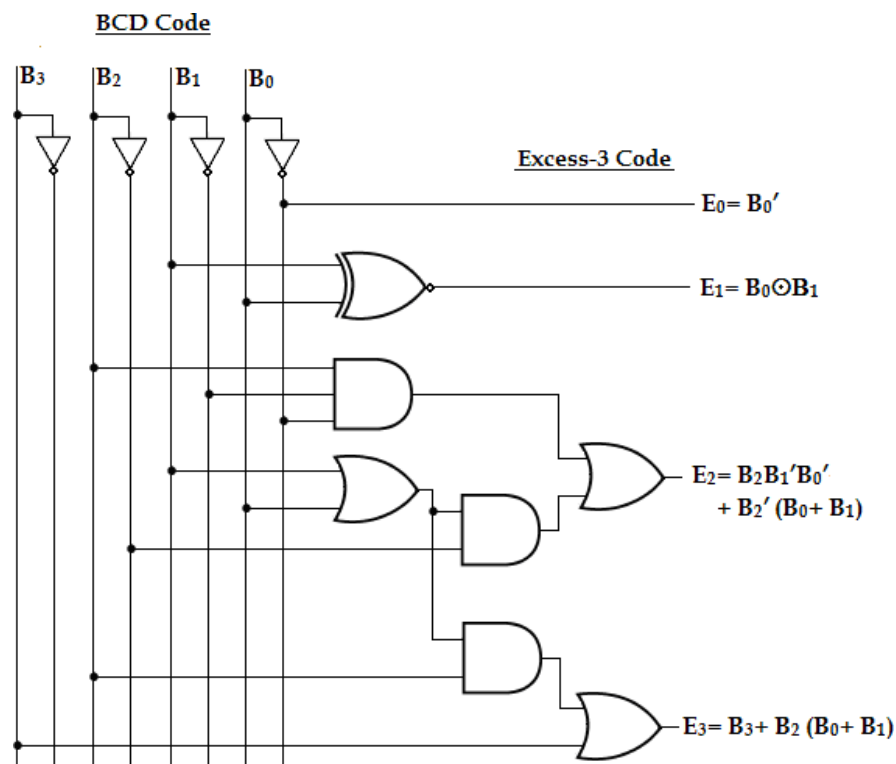 BCD Code
B₃ B₂ B₁ B₀
Excess-3 Code
E₀= B₀′
E₁= B₀⊙B₁
E₂= B₂B₁′B₀′
+ B₂′ (B₀+ B₁)
E₃= B₃+ B₂ (B₀+ B₁)